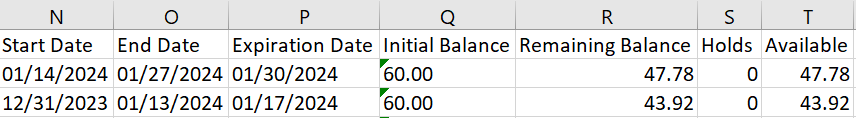 N O P Q R S T
Start Date End Date Expiration Date Initial Balance Remaining Balance Holds Available
01/14/2024 01/27/2024 01/30/2024 60.00 47.78 0 47.78
12/31/2023 01/13/2024 01/17/2024 60.00 43.92 0 43.92